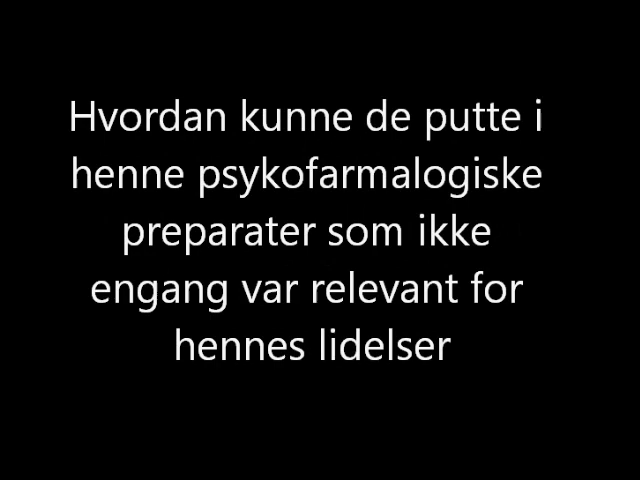 Hvordan kunne de putte i
henne psykofarmalogiske
preparater som ikke
engang var relevant for
hennes lidelser